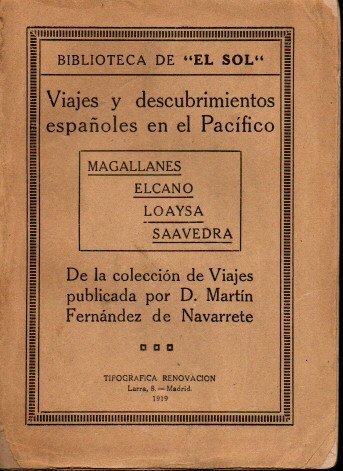 BIBLIOTECA DE "EL SOL"
Viajes y descubrimientos
españoles en el Pacífico
MAGALLANES
ELCANO
LOAYSA
SAAVEDRA
De la colección de Viajes
publicada por D. Martín
Fernández de Navarrete
TIPOGRAFICA RENOVACION
Larra, 8.—Madrid.
1919